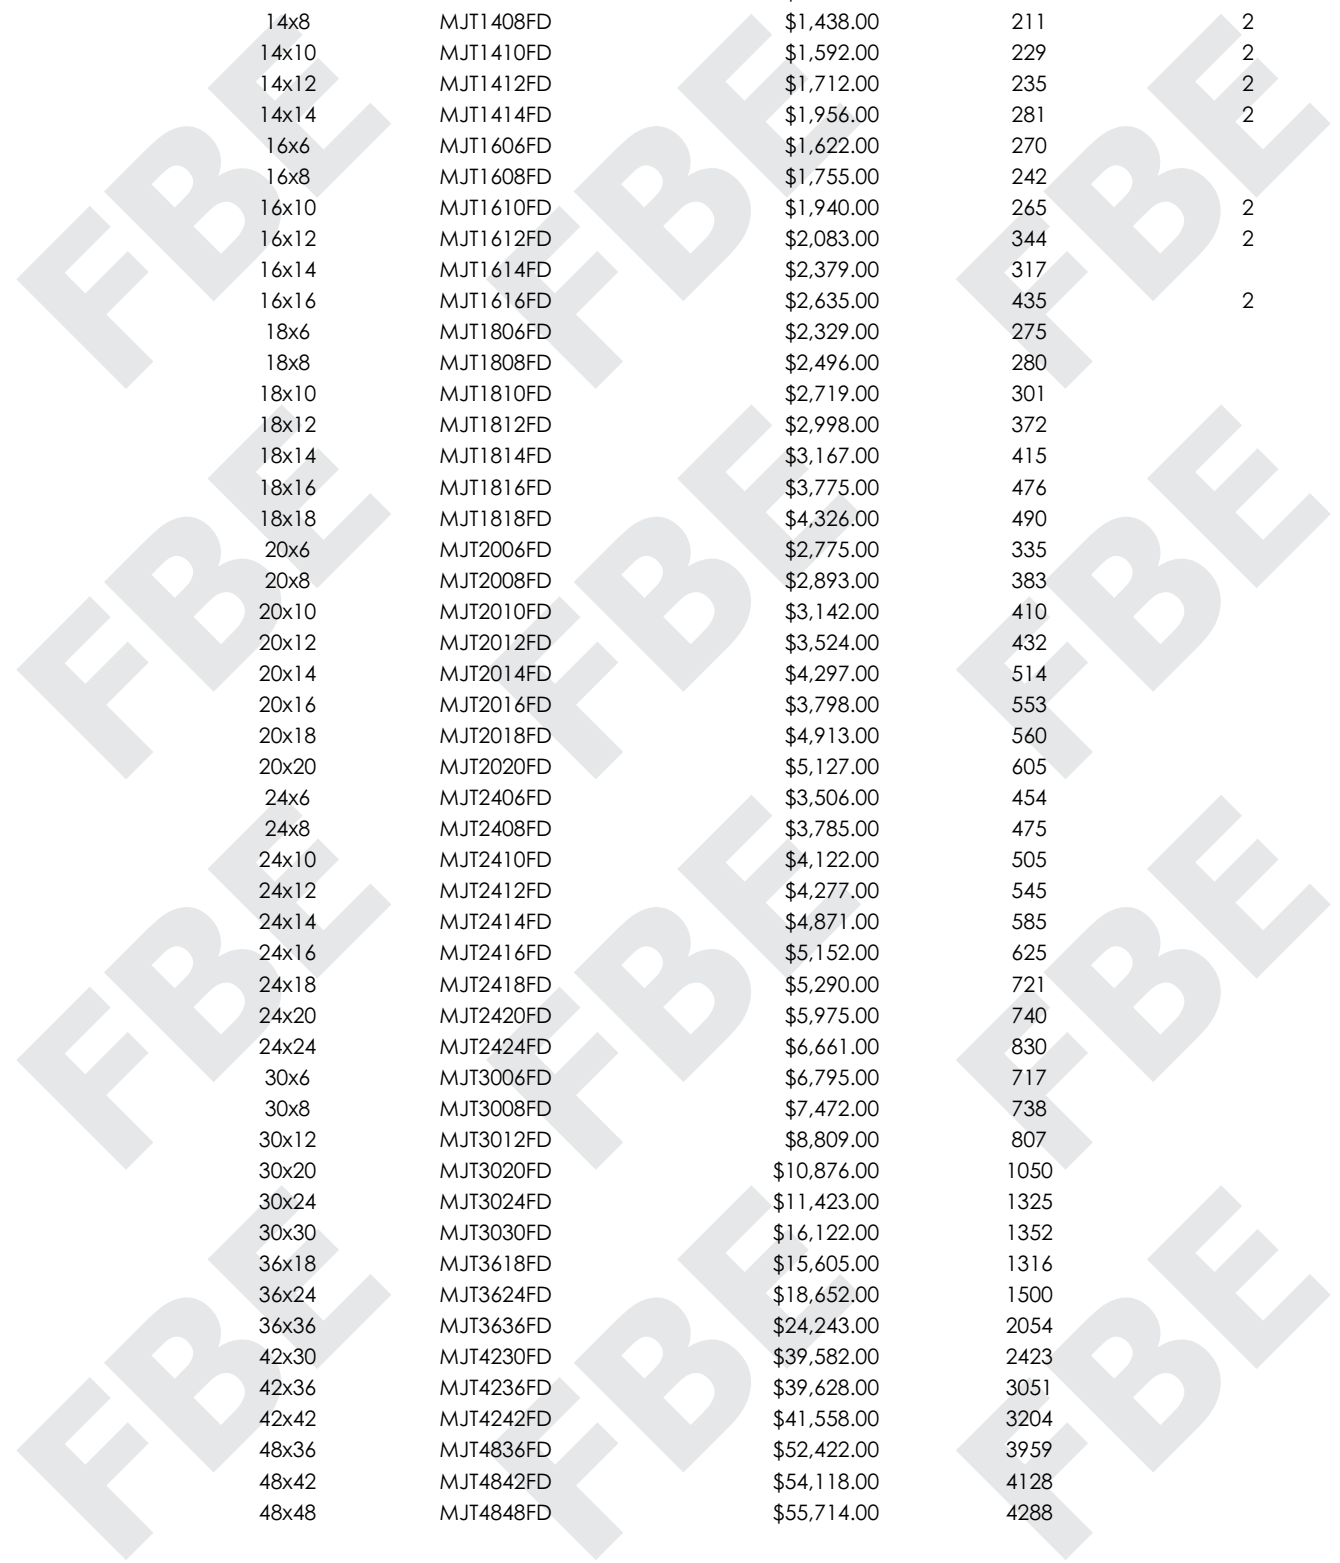 14x8 MJT1408FD $1,438.00 211 2
14x10 MJT1410FD $1,592.00 229 2
14x12 MJT1412FD $1,712.00 235 2
14x14 MJT1414FD $1,956.00 281 2
16x6 MJT1606FD $1,622.00 270
16x8 MJT1608FD $1,755.00 242
16x10 MJT1610FD $1,940.00 265 2
16x12 MJT1612FD $2,083.00 344 2
16x14 MJT1614FD $2,379.00 317
16x16 MJT1616FD $2,635.00 435 2
18x6 MJT1806FD $2,329.00 275
18x8 MJT1808FD $2,496.00 280
18x10 MJT1810FD $2,719.00 301
18x12 MJT1812FD $2,998.00 372
18x14 MJT1814FD $3,167.00 415
18x16 MJT1816FD $3,775.00 476
18x18 MJT1818FD $4,326.00 490
20x6 MJT2006FD $2,775.00 335
20x8 MJT2008FD $2,893.00 383
20x10 MJT2010FD $3,142.00 410
20x12 MJT2012FD $3,524.00 432
20x14 MJT2014FD $4,297.00 514
20x16 MJT2016FD $3,798.00 553
20x18 MJT2018FD $4,913.00 560
20x20 MJT2020FD $5,127.00 605
24x6 MJT2406FD $3,506.00 454
24x8 MJT2408FD $3,785.00 475
24x10 MJT2410FD $4,122.00 505
24x12 MJT2412FD $4,277.00 545
24x14 MJT2414FD $4,871.00 585
24x16 MJT2416FD $5,152.00 625
24x18 MJT2418FD $5,290.00 721
24x20 MJT2420FD $5,975.00 740
24x24 MJT2424FD $6,661.00 830
30x6 MJT3006FD $6,795.00 717
30x8 MJT3008FD $7,472.00 738
30x12 MJT3012FD $8,809.00 807
30x20 MJT3020FD $10,876.00 1050
30x24 MJT3024FD $11,423.00 1325
30x30 MJT3030FD $16,122.00 1352
36x18 MJT3618FD $15,605.00 1316
36x24 MJT3624FD $18,652.00 1500
36x36 MJT3636FD $24,243.00 2054
42x30 MJT4230FD $39,582.00 2423
42x36 MJT4236FD $39,628.00 3051
42x42 MJT4242FD $41,558.00 3204
48x36 MJT4836FD $52,422.00 3959
48x42 MJT4842FD $54,118.00 4128
48x48 MJT4848FD $55,714.00 4288
FBE
FBE
FBE
FBE
FBE
FBE
FBE
FBE
FBE
FBE
FBE
FBE